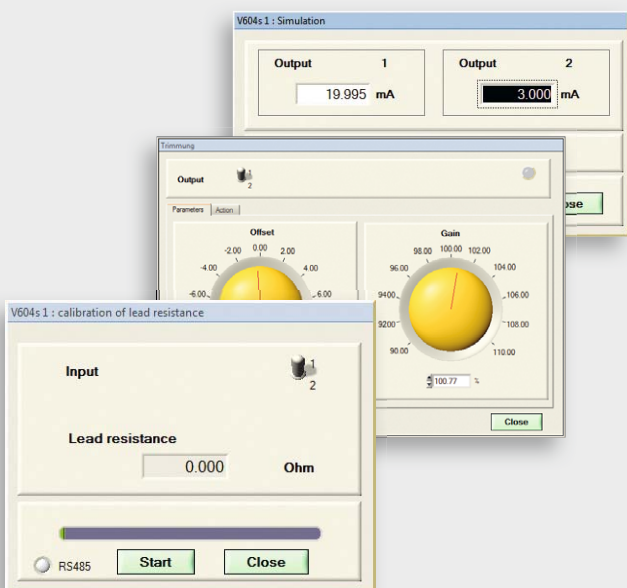 V604s 1 : Simulation
Output 1
19.995 mA
Output 2
3.000 mA
Trimmung
Output
1
2
Parameters Action
Offset
-6.00
-4.00
-2.00
0.00
2.00
4.00
6.00
Gain
90.00
9200
9400
96.00
98.00
100.00
102.00
104.00
106.00
108.00
110.00
100.77 %
Close
V604s 1 : calibration of lead resistance
Input
1
2
Lead resistance
0.000 Ohm
RS485
Start
Close